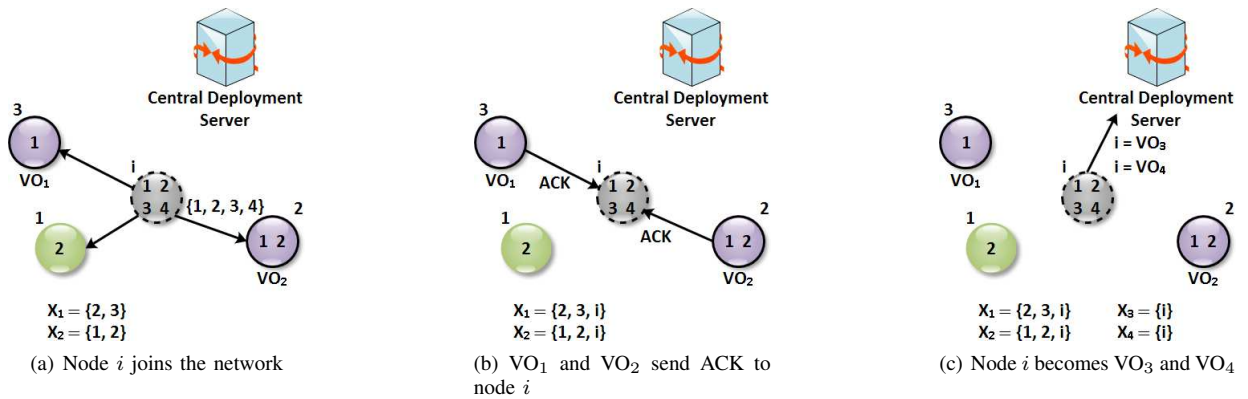 Central Deployment
Server
3
1
VO₁
i
1 2
3 4
{1, 2, 3, 4}
1
2
2
1 2
VO₂
X₁ = {2, 3}
X₂ = {1, 2}
(a) Node i joins the network
Central Deployment
Server
3
1
VO₁
ACK
i
1 2
3 4
ACK
1
2
2
1 2
VO₂
X₁ = {2, 3, i}
X₂ = {1, 2, i}
(b) VO₁ and VO₂ send ACK to
node i
Central Deployment
Server
i = VO₃
i = VO₄
3
1
VO₁
i
1 2
3 4
1
2
2
1 2
VO₂
X₁ = {2, 3, i}
X₂ = {1, 2, i}
X₃ = {i}
X₄ = {i}
(c) Node i becomes VO₃ and VO₄